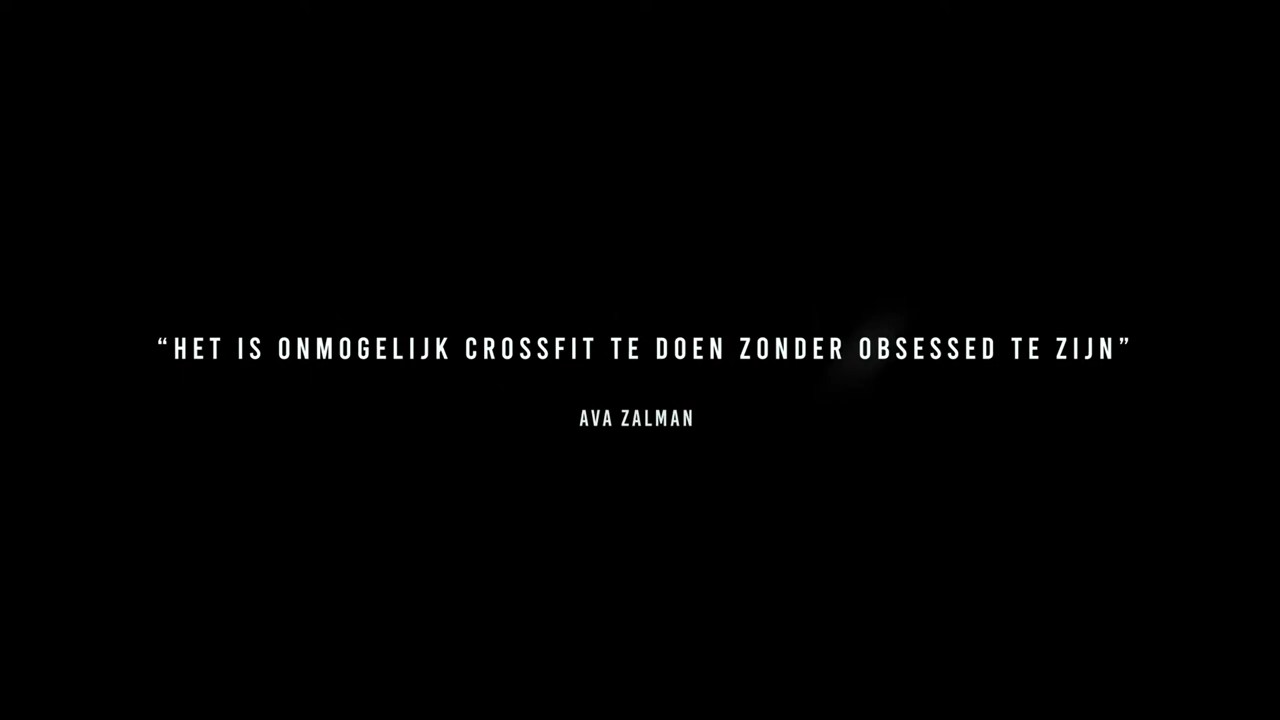 “HET IS ONMOGELIJK CROSSFIT TE DOEN ZONDER OBSESSED TE ZIJN”
AVA ZALMAN